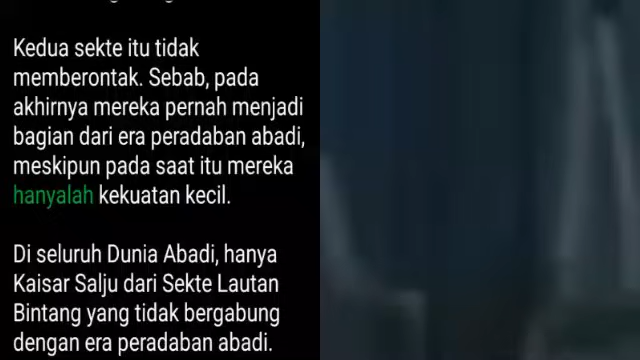 Kedua sekte itu tidak
memberontak. Sebab, pada
akhirnya mereka pernah menjadi
bagian dari era peradaban abadi,
meskipun pada saat itu mereka
hanyalah kekuatan kecil.
Di seluruh Dunia Abadi, hanya
Kaisar Salju dari Sekte Lautan
Bintang yang tidak bergabung
dengan era peradaban abadi.